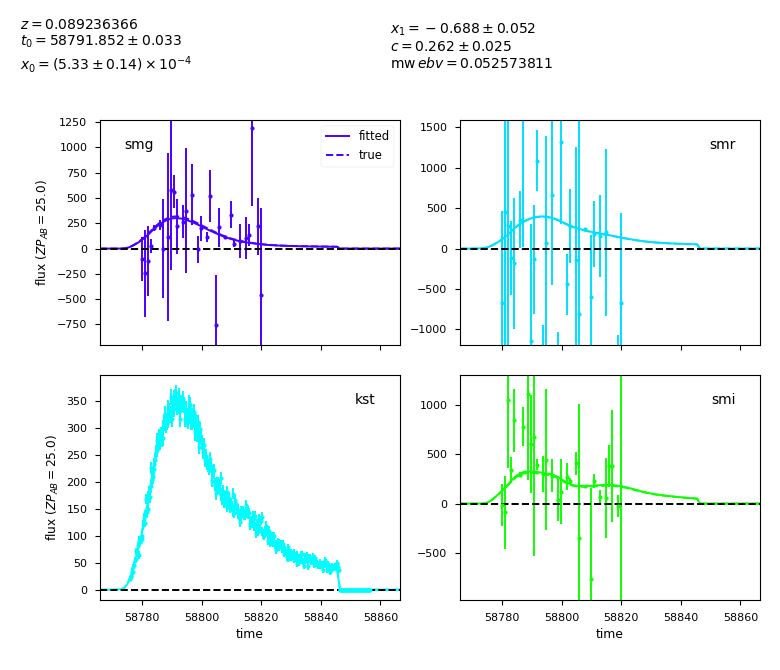 z = 0.089236366
t₀ = 58791.852 ± 0.033
x₀ = (5.33 ± 0.14) × 10⁻⁴
x₁ = −0.688 ± 0.052
c = 0.262 ± 0.025
mw ebv = 0.052573811
smg
fitted
true
flux (ZP_AB = 25.0)
1250
1000
750
500
250
0
−250
−500
−750
smr
1500
1000
500
0
−500
−1000
kst
flux (ZP_AB = 25.0)
350
300
250
200
150
100
50
0
58780 58800 58820 58840 58860
time
smi
1000
500
0
−500
58780 58800 58820 58840 58860
time